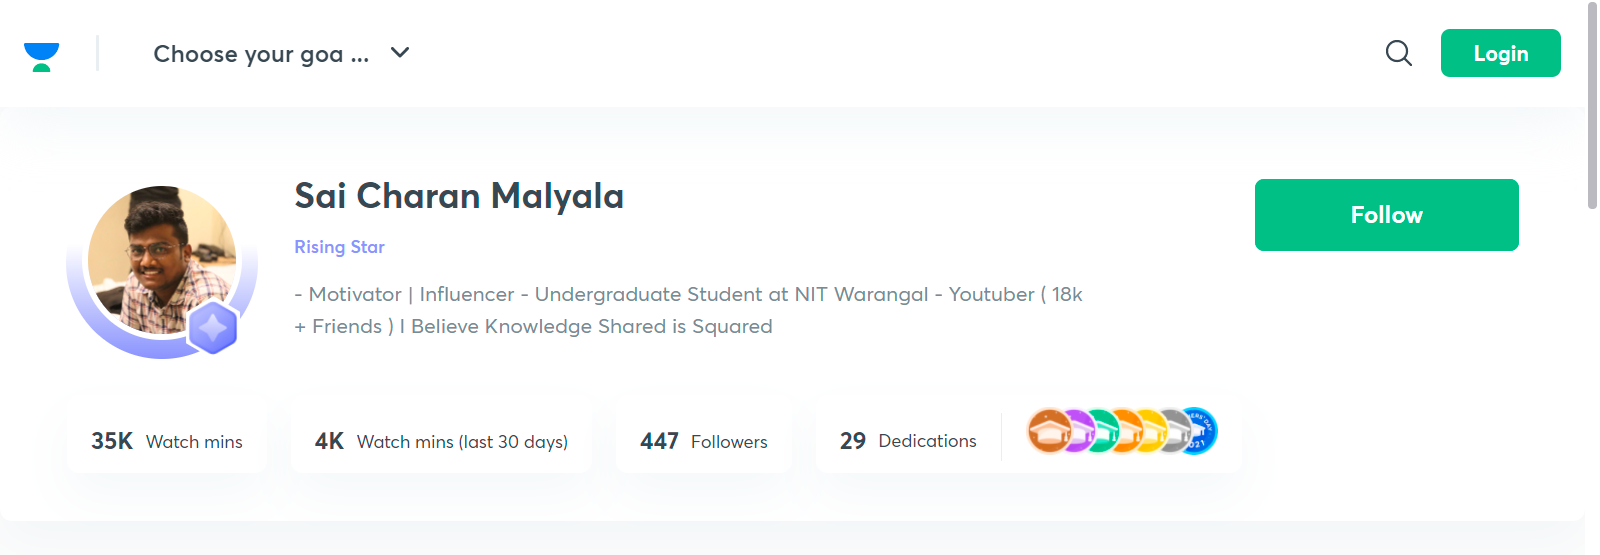 Choose your goa ...
Login
Sai Charan Malyala
Follow
Rising Star
- Motivator | Influencer - Undergraduate Student at NIT Warangal - Youtuber ( 18k
+ Friends ) I Believe Knowledge Shared is Squared
35K Watch mins
4K Watch mins (last 30 days)
447 Followers
29 Dedications